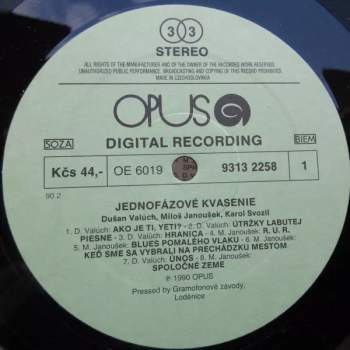 33
STEREO
ALL RIGHTS OF THE MANUFACTURER AND OF THE OWNER OF THE RECORDED WORK RESERVED.
UNAUTHORIZED PUBLIC PERFORMANCE, BROADCASTING AND COPYING OF THIS RECORD PROHIBITED.
MADE IN CZECHOSLOVAKIA
OPUS
SOZA
DIGITAL RECORDING
BIEM
Kčs 44,-
OE 6019
9313 2258
1
90 2
JEDNOFÁZOVÉ KVASENIE
Dušan Valúch, Miloš Janoušek, Karol Svozil
1. D. Valúch: AKO JE TI, YETI? - 2. D. Valúch: ÚTRŽKY LABUTEJ
PIESNE - 3. D. Valúch: HRANICA - 4. M. Janoušek: R. U. R.
5. M. Janoušek: BLUES POMALÉHO VLAKU - 6. M. Janoušek:
KEĎ SME SA VYBRALI NA PRECHÁDZKU MESTOM
7. D. Valúch: ÚNOS - 8. M. Janoušek:
SPOLOČNÉ ZEME
℗ 1990 OPUS
Pressed by Gramofonové závody,
Loděnice